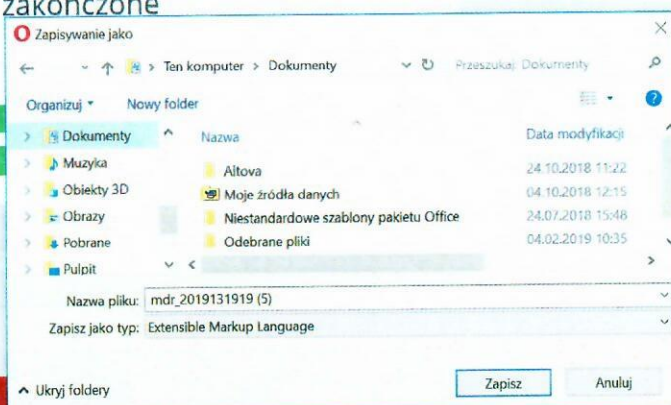 zakończone
Zapisywanie jako
Ten komputer > Dokumenty
Przeszukaj: Dokumenty
Organizuj
Nowy folder
Dokumenty
Muzyka
Obiekty 3D
Obrazy
Pobrane
Pulpit
Nazwa
Data modyfikacji
Altova
24.10.2018 11:22
Moje źródła danych
04.10.2018 12:15
Niestandardowe szablony pakietu Office
24.07.2018 15:48
Odebrane pliki
04.02.2019 10:35
Nazwa pliku: mdr_2019131919 (5)
Zapisz jako typ: Extensible Markup Language
Ukryj foldery
Zapisz
Anuluj